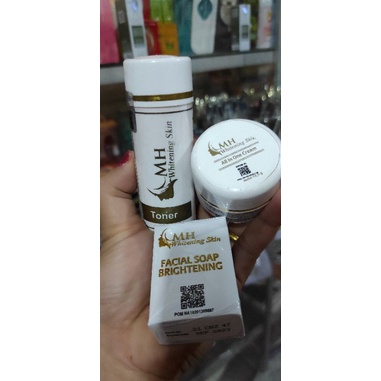 MH
Whitening Skin
Toner
MH
Whitening Skin
All in One Cream
MH
Whitening Skin
FACIAL SOAP
BRIGHTENING